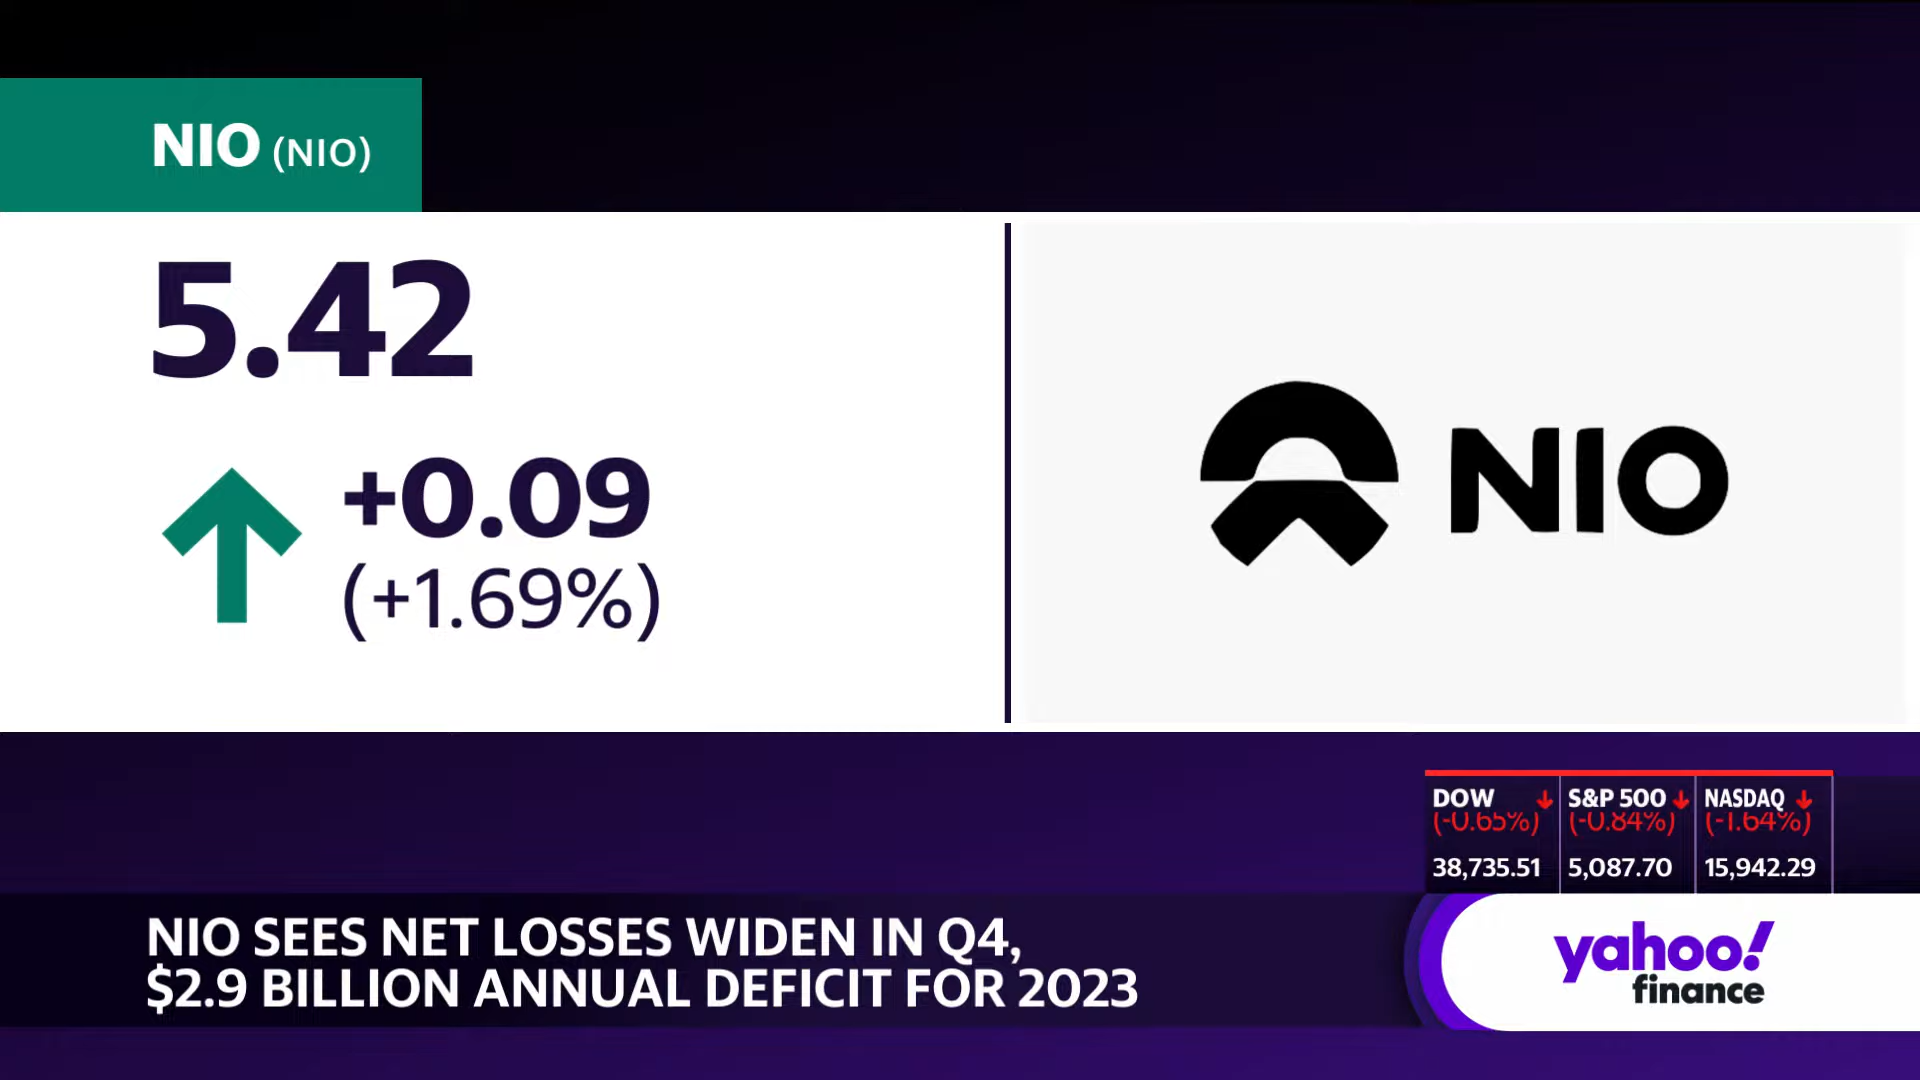 NIO (NIO)
5.42
+0.09
(+1.69%)
NIO
DOW
(-0.65%)
38,735.51
S&P 500
(-0.84%)
5,087.70
NASDAQ
(-1.64%)
15,942.29
NIO SEES NET LOSSES WIDEN IN Q4,
$2.9 BILLION ANNUAL DEFICIT FOR 2023
yahoo!
finance